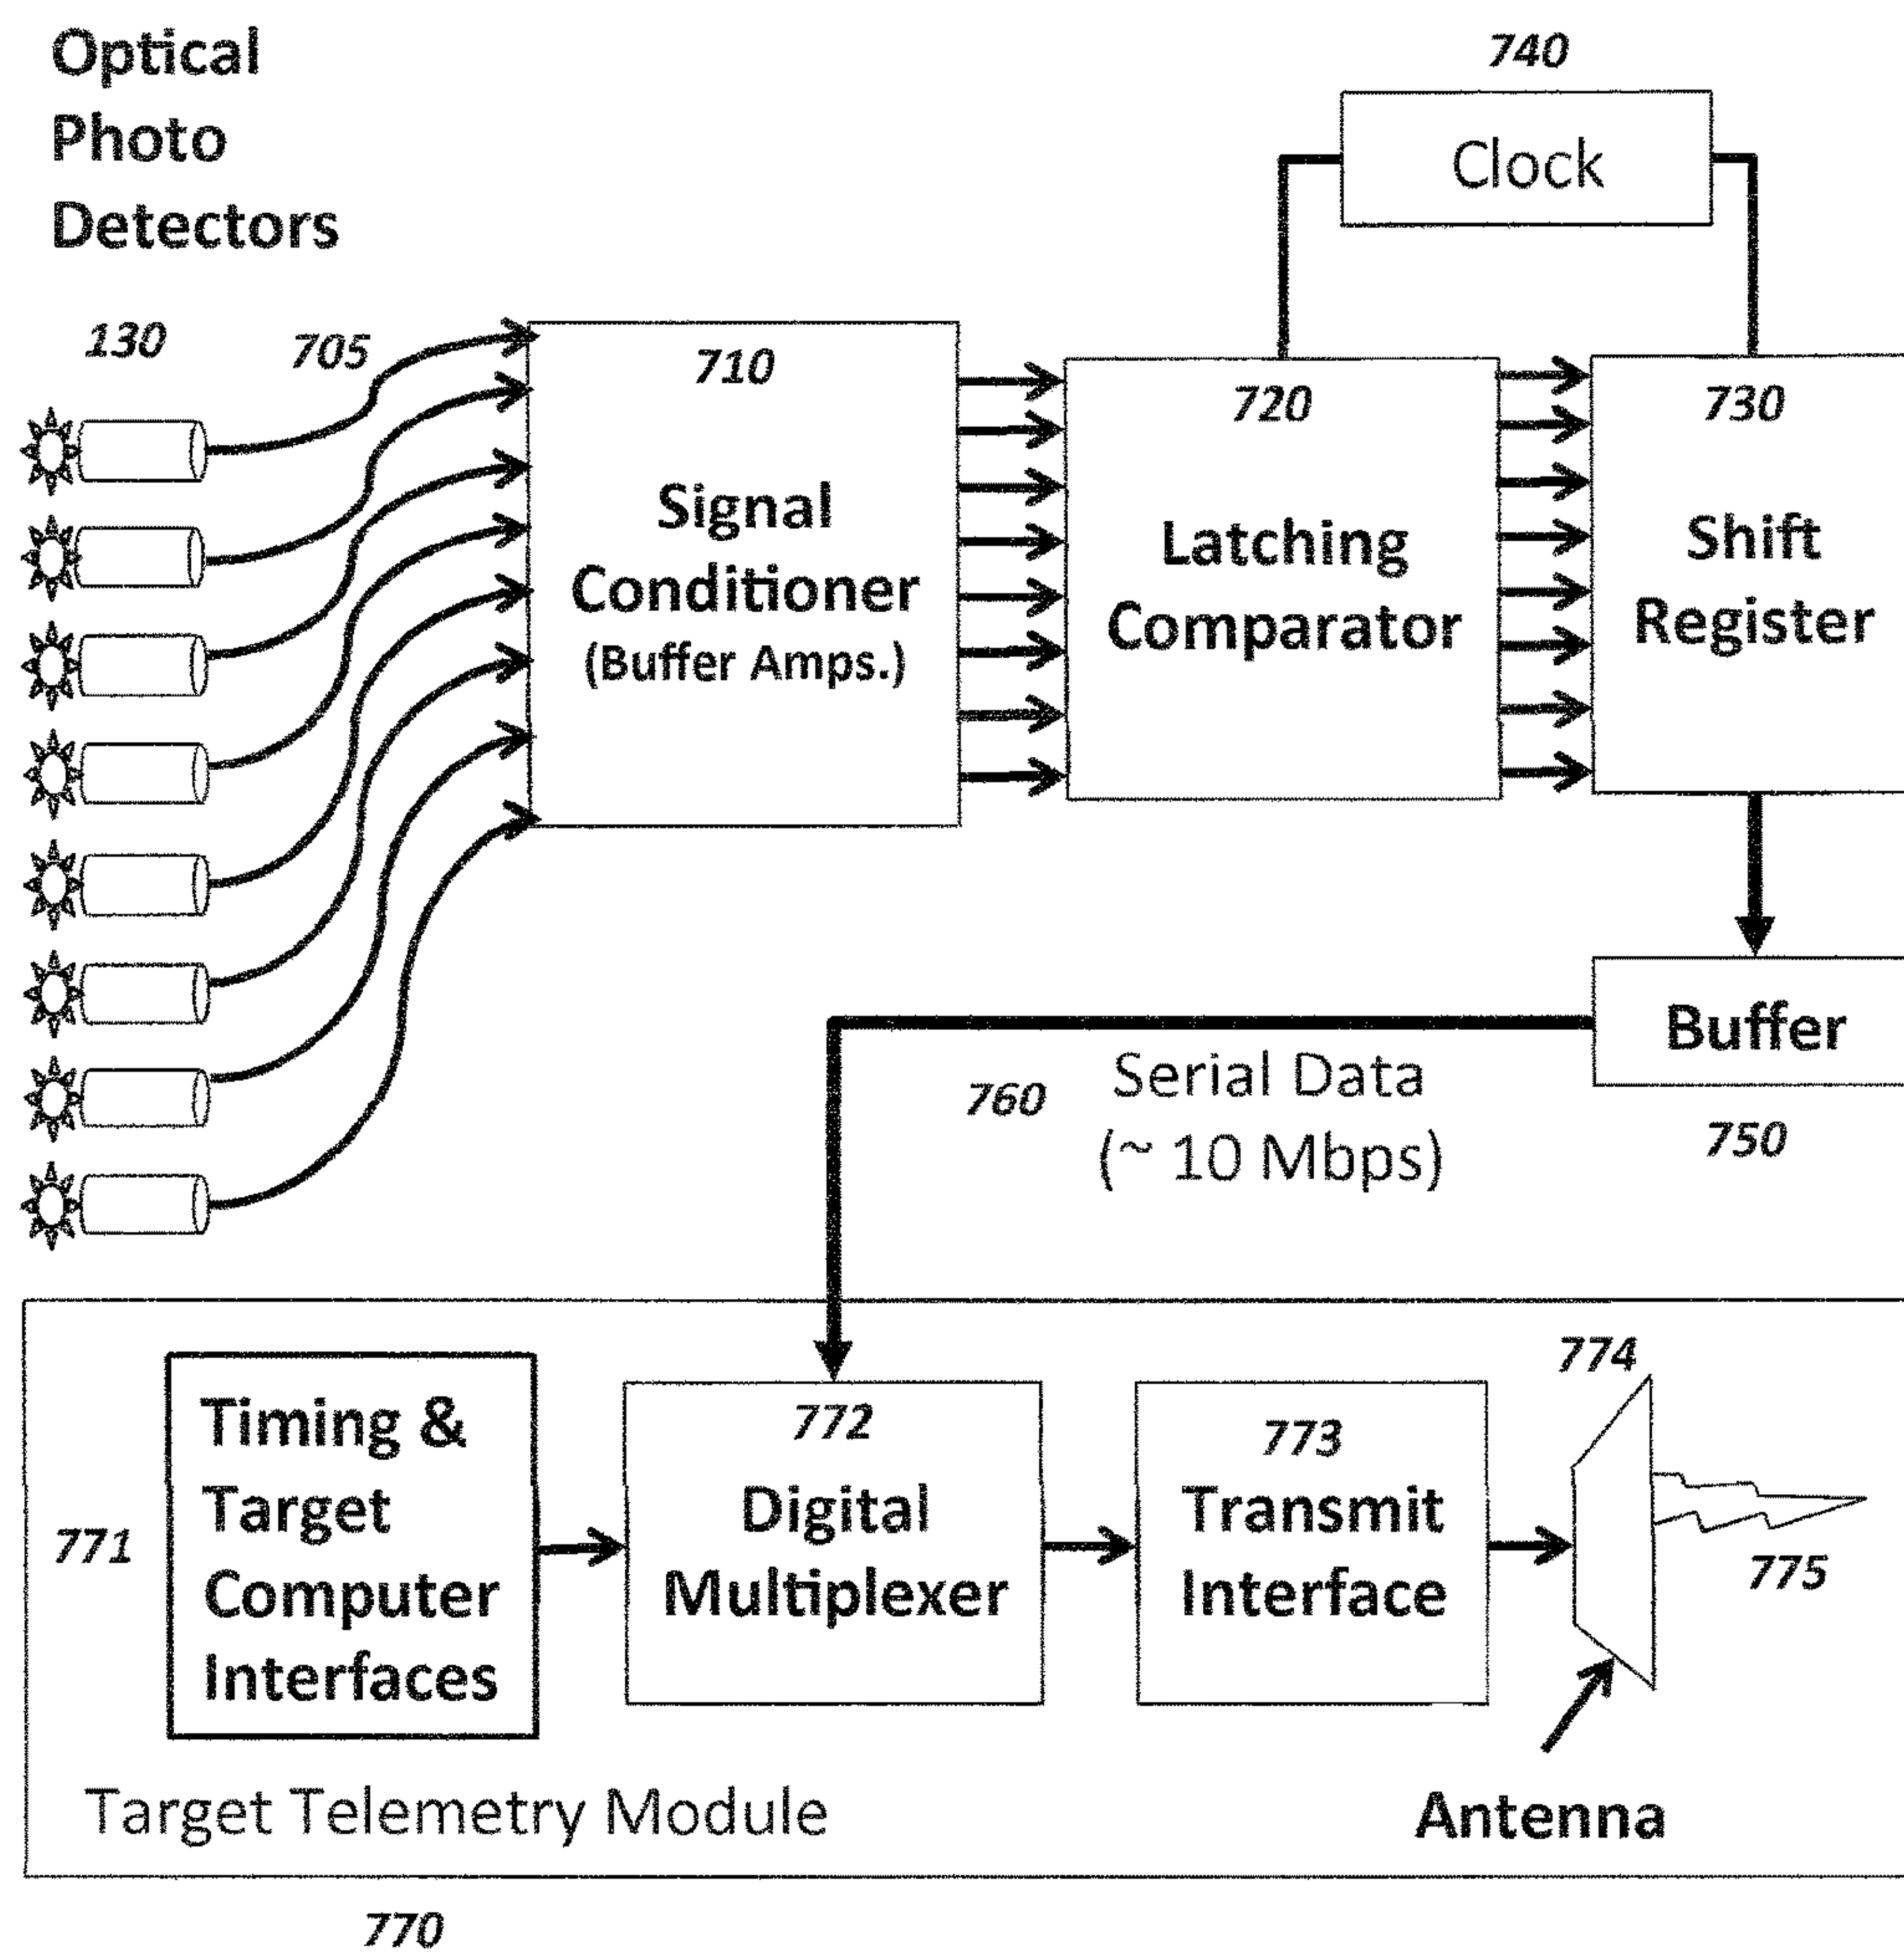 Optical
Photo
Detectors
740
Clock
130
705
710
Signal
Conditioner
(Buffer Amps.)
720
Latching
Comparator
730
Shift
Register
Buffer
750
760
Serial Data
(~ 10 Mbps)
771
Timing &
Target
Computer
Interfaces
772
Digital
Multiplexer
773
Transmit
Interface
774
775
Antenna
Target Telemetry Module
770